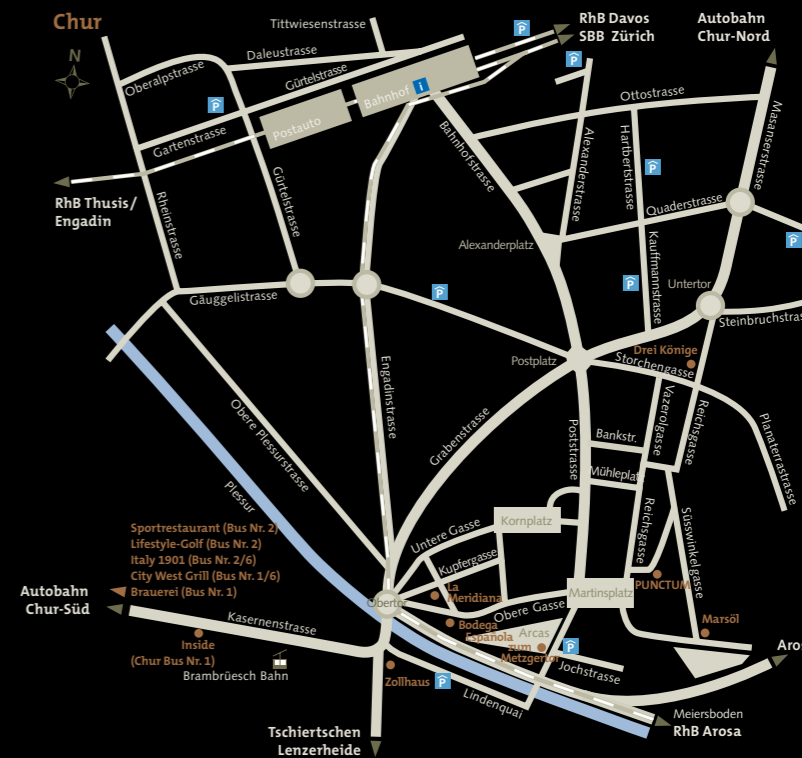 Chur
N
Tittwiesenstrasse
RhB Davos
SBB Zürich
Autobahn
Chur-Nord
Daleustrasse
Oberalpstrasse
Gürtelstrasse
Bahnhof
i
Postauto
Gartenstrasse
Ottostrasse
Masanserstrasse
Bahnhofstrasse
Alexanderstrasse
Hartbertstrasse
RhB Thusis/
Engadin
Rheinstrasse
Gürtelstrasse
Quaderstrasse
Alexanderplatz
Kauffmannstrasse
Untertor
Gäuggelistrasse
Steinbruchstras
Engadinstrasse
Postplatz
Drei Könige
Storchengasse
Obere Plessurstrasse
Grabenstrasse
Poststrasse
Bankstr.
Vazerolgasse
Reichsgasse
Planaterrastrasse
Mühleplatz
Plessur
Sportrestaurant (Bus Nr. 2)
Lifestyle-Golf (Bus Nr. 2)
Italy 1901 (Bus Nr. 2/6)
City West Grill (Bus Nr. 1/6)
Brauerei (Bus Nr. 1)
Untere Gasse
Kornplatz
Reichsgasse
Süsswinkelgasse
Kupfergasse
Autobahn
Chur-Süd
Obertor
La
Meridiana
Martinsplatz
PUNCTUM
Kasernenstrasse
Obere Gasse
Bodega
Española
Arcas
zum
Metzgertor
Marsöl
Inside
(Chur Bus Nr. 1)
Brambrüesch Bahn
Zollhaus
Jochstrasse
Aros
Lindenquai
Meiersboden
RhB Arosa
Tschiertschen
Lenzerheide
P
P
P
P
P
P
P
P
P